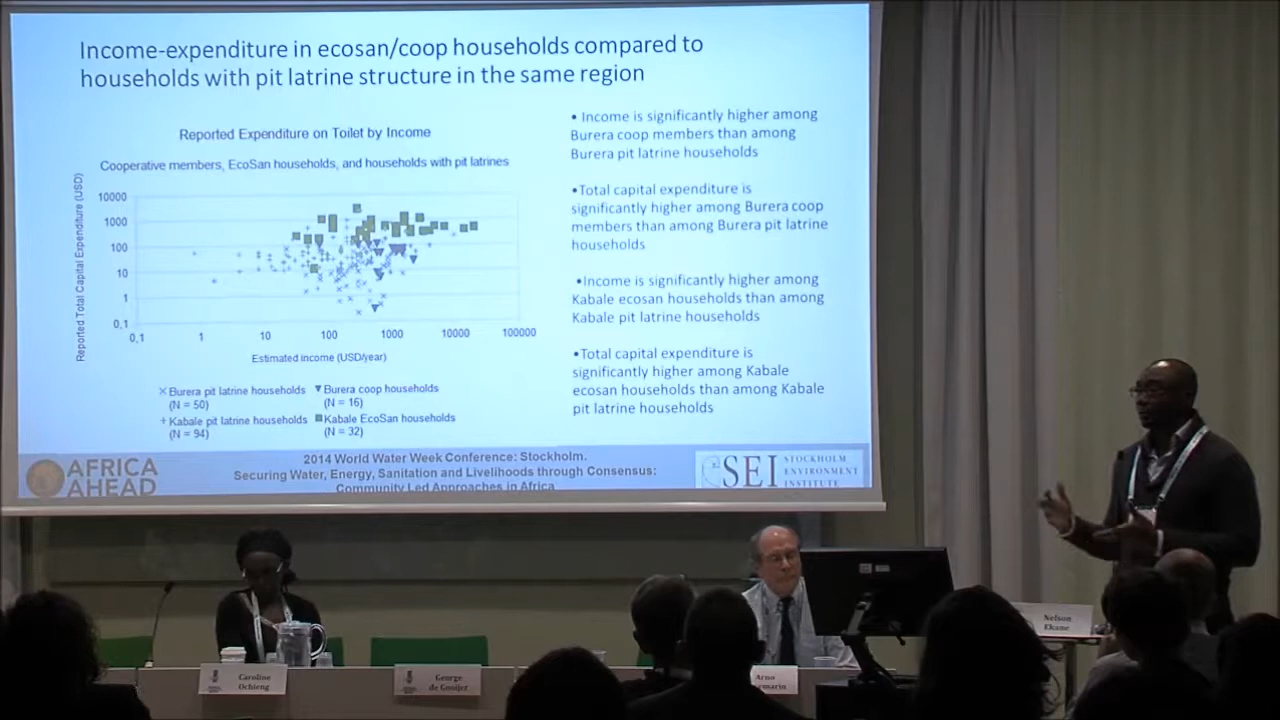 Income-expenditure in ecosan/coop households compared to
households with pit latrine structure in the same region
Reported Expenditure on Toilet by Income
Cooperative members, EcoSan households, and households with pit latrines
Reported Total Capital Expenditure (USD)
10000
1000
100
10
1
0,1
0,1
1
10
100
1000
10000
100000
Estimated income (USD/year)
× Burera pit latrine households
(N = 50)
▼ Burera coop households
(N = 16)
+ Kabale pit latrine households
(N = 94)
■ Kabale EcoSan households
(N = 32)
• Income is significantly higher among
Burera coop members than among
Burera pit latrine households
•Total capital expenditure is
significantly higher among Burera coop
members than among Burera pit latrine
households
•Income is significantly higher among
Kabale ecosan households than among
Kabale pit latrine households
•Total capital expenditure is
significantly higher among Kabale
ecosan households than among Kabale
pit latrine households
AFRICA
AHEAD
2014 World Water Week Conference: Stockholm.
Securing Water, Energy, Sanitation and Livelihoods through Consensus:
Community Led Approaches in Africa
SEI
STOCKHOLM
ENVIRONMENT
INSTITUTE
Caroline
Ochieng
George
de Gooijer
Arno
Nelson
Ekane